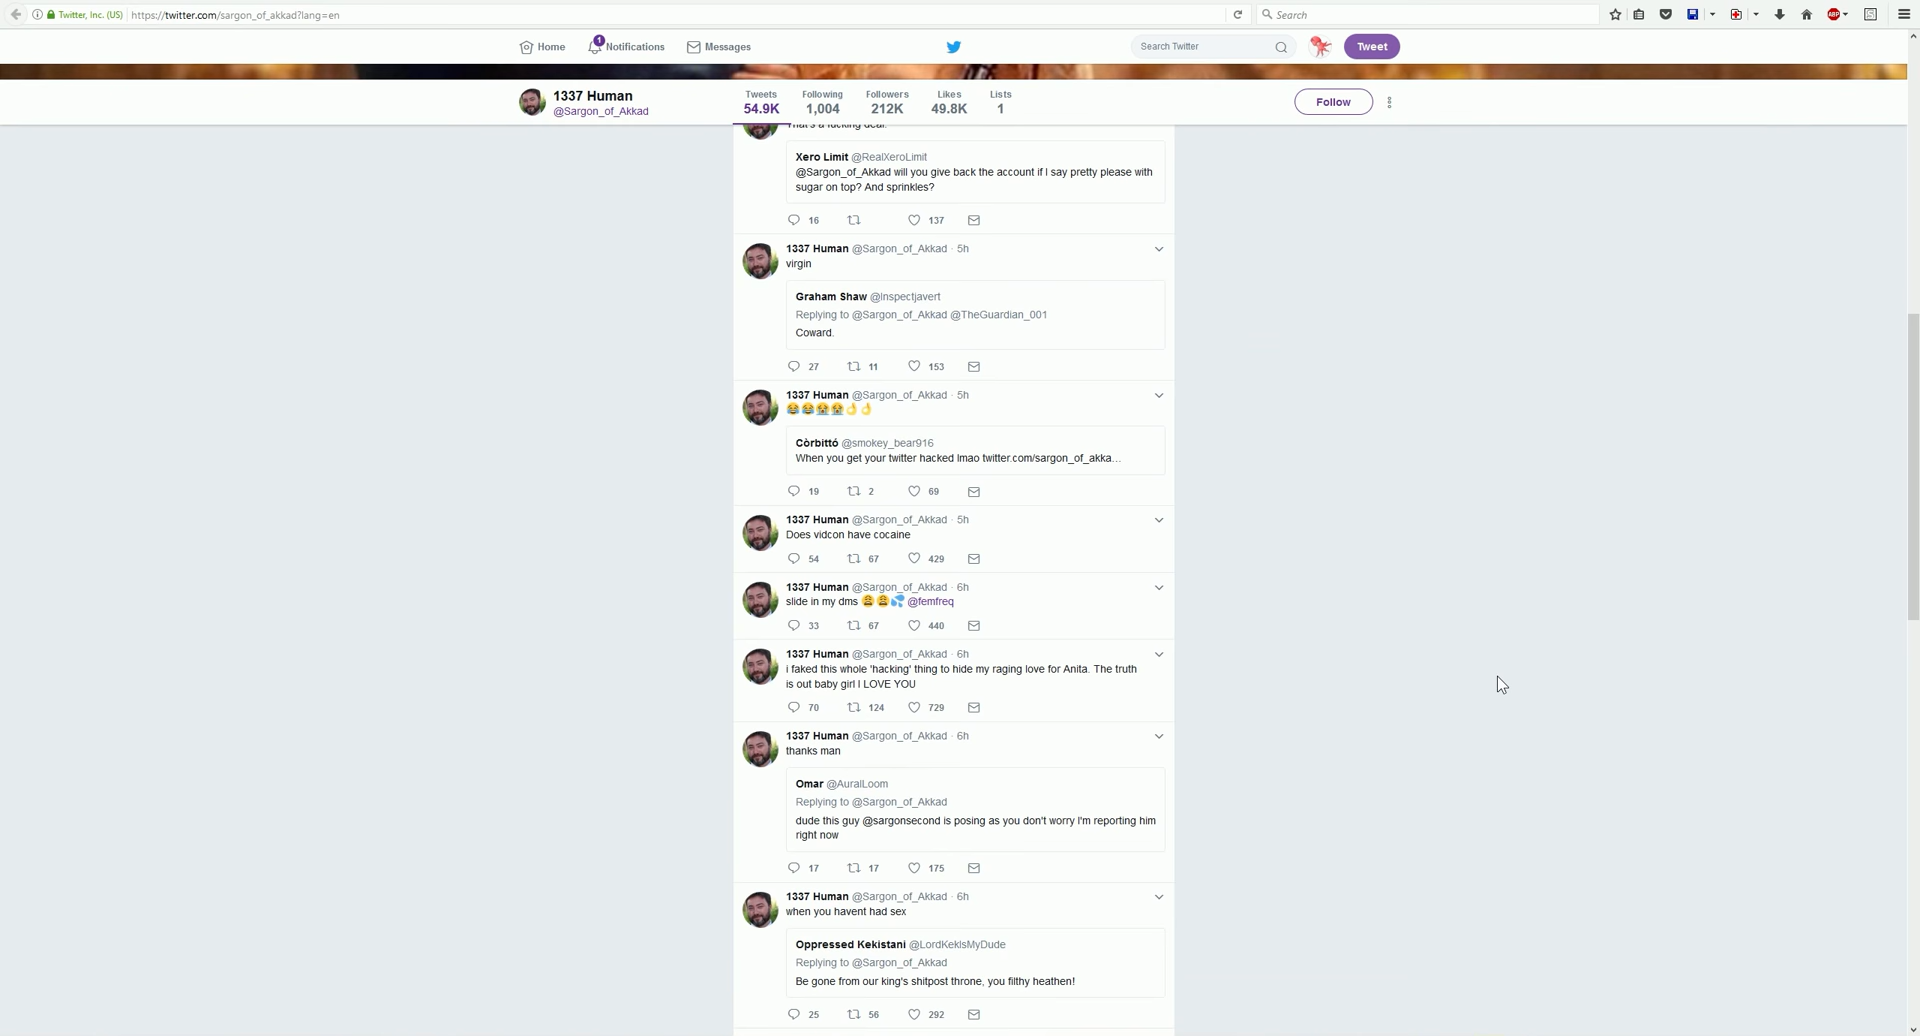 Twitter, Inc. (US) https://twitter.com/sargon_of_akkad?lang=en Search
Home 1 Notifications Messages Search Twitter Tweet
1337 Human
@Sargon_of_Akkad
Tweets Following Followers Likes Lists
54.9K 1,004 212K 49.8K 1
Follow
That's a fucking deal.
Xero Limit @RealXeroLimit
@Sargon_of_Akkad will you give back the account if I say pretty please with
sugar on top? And sprinkles?
16 137
1337 Human @Sargon_of_Akkad · 5h
virgin
Graham Shaw @Inspectjavert
Replying to @Sargon_of_Akkad @TheGuardian_001
Coward.
27 11 153
1337 Human @Sargon_of_Akkad · 5h
😂😂😭😭👌👌
Còrbittó @smokey_bear916
When you get your twitter hacked lmao twitter.com/sargon_of_akka…
19 2 69
1337 Human @Sargon_of_Akkad · 5h
Does vidcon have cocaine
54 67 429
1337 Human @Sargon_of_Akkad · 6h
slide in my dms 😩😩💦 @femfreq
33 67 440
1337 Human @Sargon_of_Akkad · 6h
i faked this whole 'hacking' thing to hide my raging love for Anita. The truth
is out baby girl I LOVE YOU
70 124 729
1337 Human @Sargon_of_Akkad · 6h
thanks man
Omar @AuralLoom
Replying to @Sargon_of_Akkad
dude this guy @sargonsecond is posing as you don't worry I'm reporting him
right now
17 17 175
1337 Human @Sargon_of_Akkad · 6h
when you havent had sex
Oppressed Kekistani @LordKekIsMyDude
Replying to @Sargon_of_Akkad
Be gone from our king's shitpost throne, you filthy heathen!
25 56 292